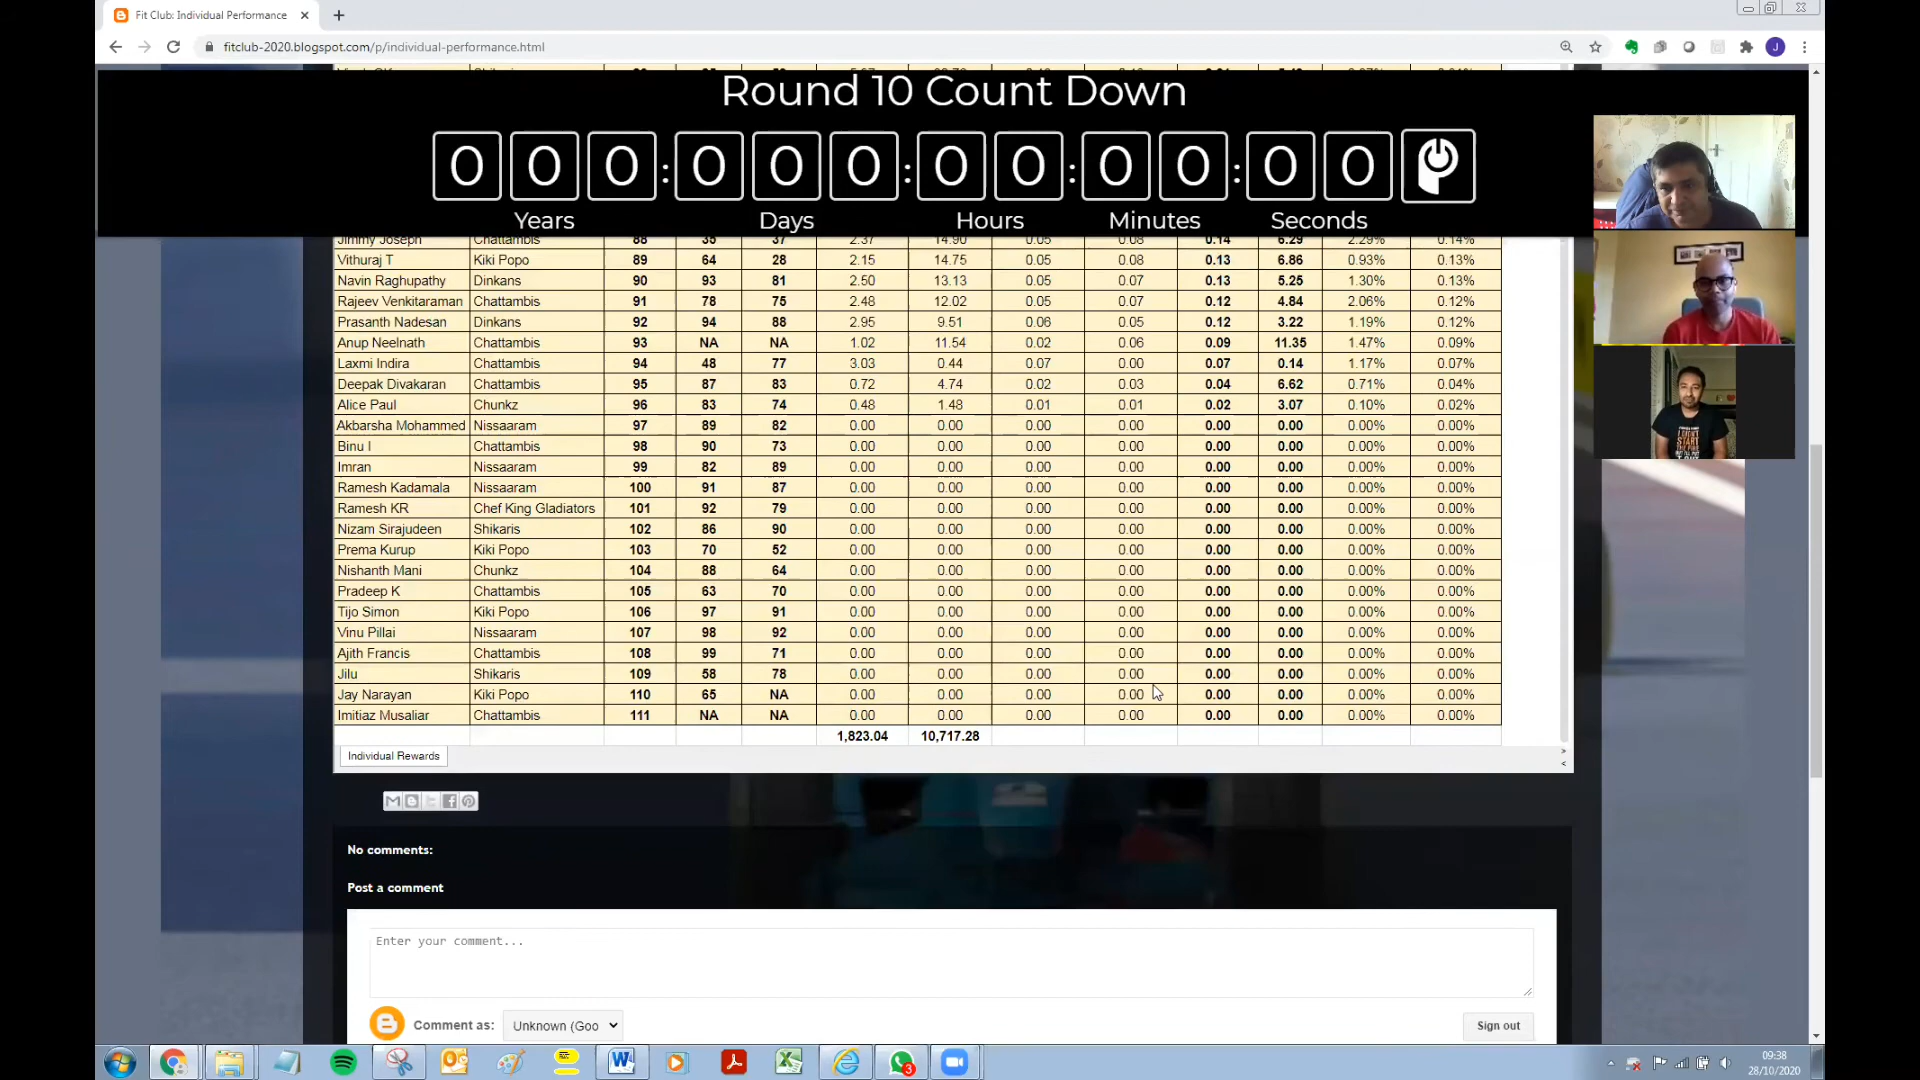 Fit Club: Individual Performance
fitclub-2020.blogspot.com/p/individual-performance.html
Round 10 Count Down
0 0 0 : 0 0 0 : 0 0 : 0 0 : 0 0
Years Days Hours Minutes Seconds
Jimmy Joseph Chattambis 88 35 37 2.37 14.90 0.05 0.08 0.14 6.29 2.29% 0.14%
Vithuraj T Kiki Popo 89 64 28 2.15 14.75 0.05 0.08 0.13 6.86 0.93% 0.13%
Navin Raghupathy Dinkans 90 93 81 2.50 13.13 0.05 0.07 0.13 5.25 1.30% 0.13%
Rajeev Venkitaraman Chattambis 91 78 75 2.48 12.02 0.05 0.07 0.12 4.84 2.06% 0.12%
Prasanth Nadesan Dinkans 92 94 88 2.95 9.51 0.06 0.05 0.12 3.22 1.19% 0.12%
Anup Neelnath Chattambis 93 NA NA 1.02 11.54 0.02 0.06 0.09 11.35 1.47% 0.09%
Laxmi Indira Chattambis 94 48 77 3.03 0.44 0.07 0.00 0.07 0.14 1.17% 0.07%
Deepak Divakaran Chattambis 95 87 83 0.72 4.74 0.02 0.03 0.04 6.62 0.71% 0.04%
Alice Paul Chunkz 96 83 74 0.48 1.48 0.01 0.01 0.02 3.07 0.10% 0.02%
Akbarsha Mohammed Nissaaram 97 89 82 0.00 0.00 0.00 0.00 0.00 0.00 0.00% 0.00%
Binu I Chattambis 98 90 73 0.00 0.00 0.00 0.00 0.00 0.00 0.00% 0.00%
Imran Nissaaram 99 82 89 0.00 0.00 0.00 0.00 0.00 0.00 0.00% 0.00%
Ramesh Kadamala Nissaaram 100 91 87 0.00 0.00 0.00 0.00 0.00 0.00 0.00% 0.00%
Ramesh KR Chef King Gladiators 101 92 79 0.00 0.00 0.00 0.00 0.00 0.00 0.00% 0.00%
Nizam Sirajudeen Shikaris 102 86 90 0.00 0.00 0.00 0.00 0.00 0.00 0.00% 0.00%
Prema Kurup Kiki Popo 103 70 52 0.00 0.00 0.00 0.00 0.00 0.00 0.00% 0.00%
Nishanth Mani Chunkz 104 88 64 0.00 0.00 0.00 0.00 0.00 0.00 0.00% 0.00%
Pradeep K Chattambis 105 63 70 0.00 0.00 0.00 0.00 0.00 0.00 0.00% 0.00%
Tijo Simon Kiki Popo 106 97 91 0.00 0.00 0.00 0.00 0.00 0.00 0.00% 0.00%
Vinu Pillai Nissaaram 107 98 92 0.00 0.00 0.00 0.00 0.00 0.00 0.00% 0.00%
Ajith Francis Chattambis 108 99 71 0.00 0.00 0.00 0.00 0.00 0.00 0.00% 0.00%
Jilu Shikaris 109 58 78 0.00 0.00 0.00 0.00 0.00 0.00 0.00% 0.00%
Jay Narayan Kiki Popo 110 65 NA 0.00 0.00 0.00 0.00 0.00 0.00 0.00% 0.00%
Imitiaz Musaliar Chattambis 111 NA NA 0.00 0.00 0.00 0.00 0.00 0.00 0.00% 0.00%
1,823.04 10,717.28
Individual Rewards
No comments:
Post a comment
Enter your comment...
Comment as: Unknown (Goo
Sign out
09:38
28/10/2020